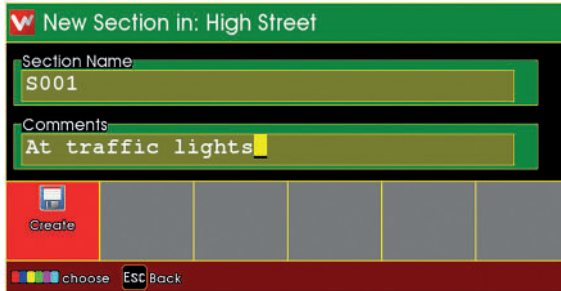 New Section in: High Street
Section Name
S001
Comments
At traffic lights
Create
choose ESC Back